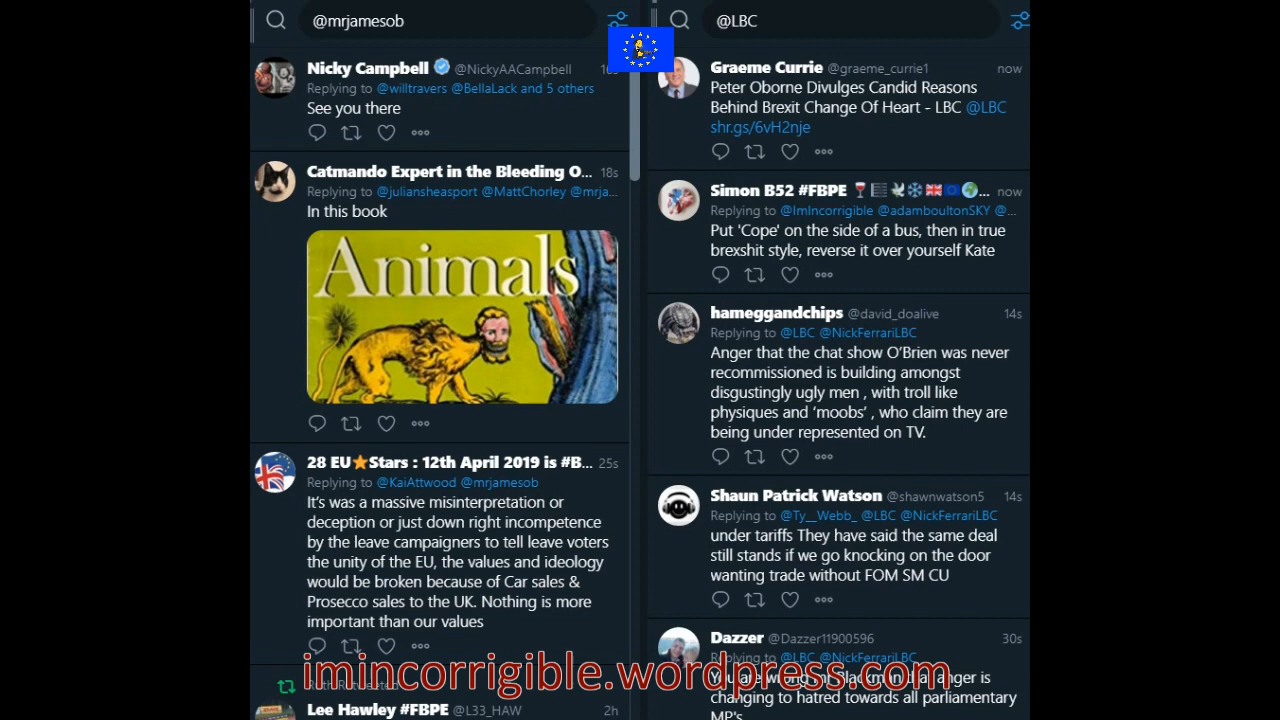 @mrjamesob
Nicky Campbell @NickyAACampbell
Replying to @willtravers @BellaLack and 5 others
See you there
Catmando Expert in the Bleeding O... 18s
Replying to @juliansheasport @MattChorley @mrja...
In this book
Animals
28 EU⭐Stars : 12th April 2019 is #B... 25s
Replying to @KaiAttwood @mrjamesob
It's was a massive misinterpretation or
deception or just down right incompetence
by the leave campaigners to tell leave voters
the unity of the EU, the values and ideology
would be broken because of Car sales &
Prosecco sales to the UK. Nothing is more
important than our values
Lee Hawley #FBPE @L33_HAW 2h
@LBC
Graeme Currie @graeme_currie1 now
Peter Oborne Divulges Candid Reasons
Behind Brexit Change Of Heart - LBC @LBC
shr.gs/6vH2nje
Simon B52 #FBPE 🍷🕊❄🇬🇧🇪🇺🌍... now
Replying to @ImIncorrigible @adamboultonSKY @...
Put 'Cope' on the side of a bus, then in true
brexshit style, reverse it over yourself Kate
hameggandchips @david_doalive 14s
Replying to @LBC @NickFerrariLBC
Anger that the chat show O'Brien was never
recommissioned is building amongst
disgustingly ugly men , with troll like
physiques and ‘moobs’ , who claim they are
being under represented on TV.
Shaun Patrick Watson @shawnwatson5 14s
Replying to @Ty__Webb_ @LBC @NickFerrariLBC
under tariffs They have said the same deal
still stands if we go knocking on the door
wanting trade without FOM SM CU
Dazzer @Dazzer11900596 30s
Replying to @LBC @NickFerrariLBC
anger is
changing to hatred towards all parliamentary
MP's
imincorrigible.wordpress.com